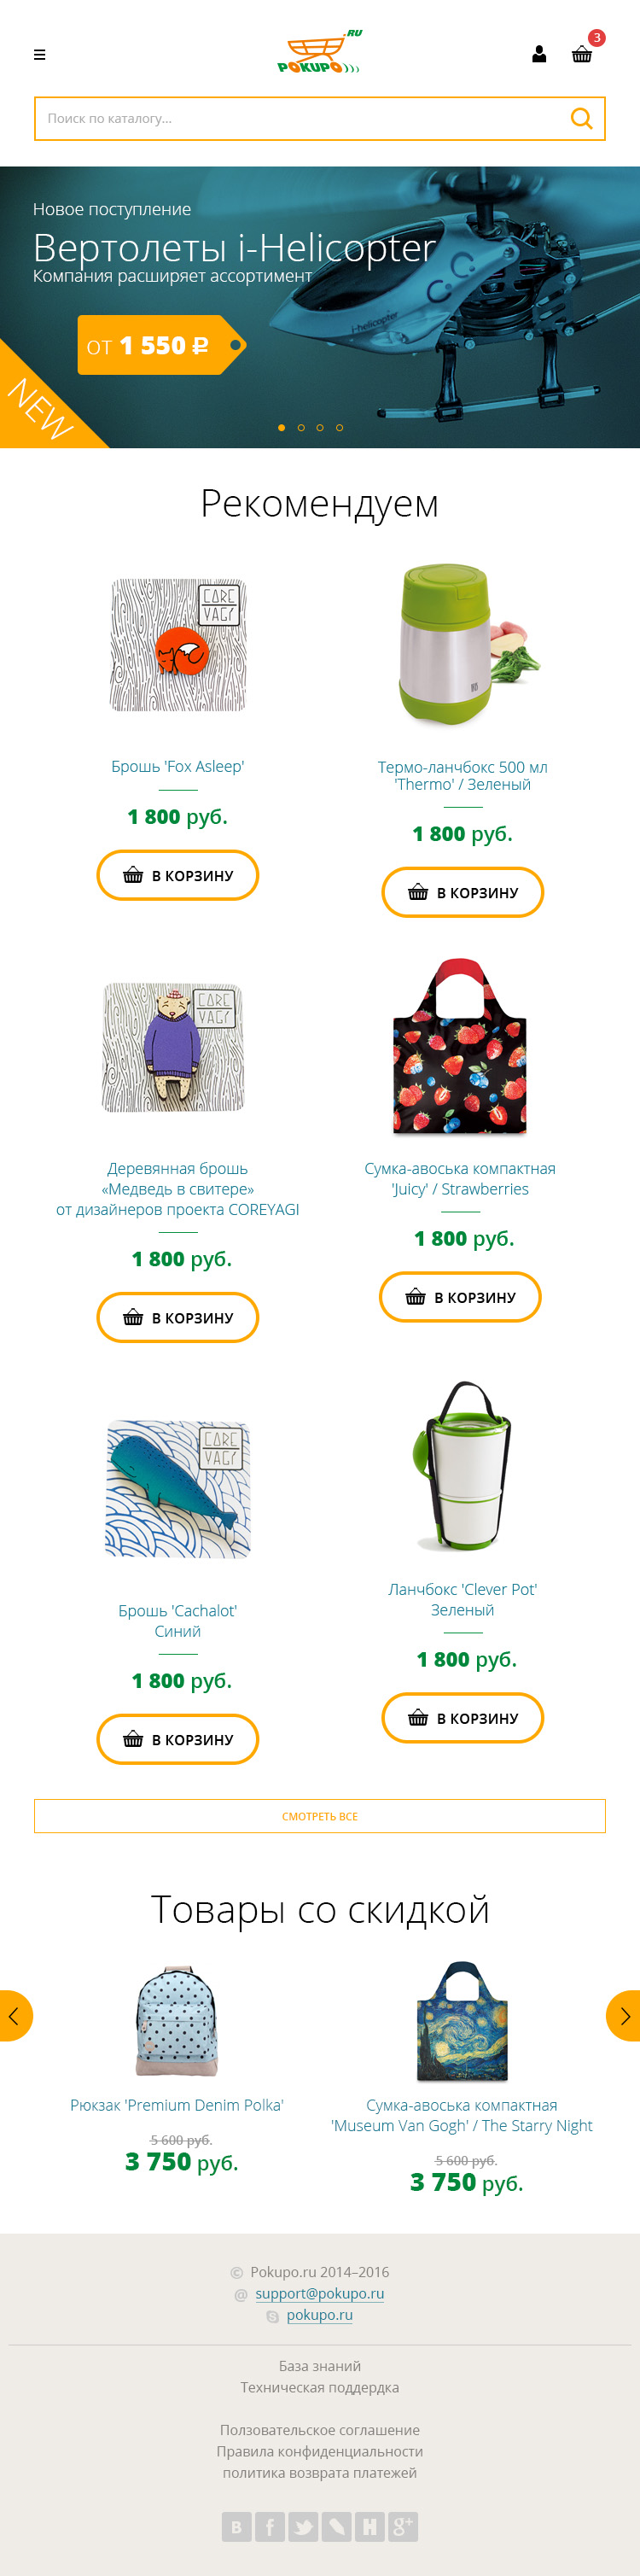 .RU
POKUPO
3
Поиск по каталогу...
Новое поступление
Вертолеты i-Helicopter
Компания расширяет ассортимент
i-helicopter
от 1 550 ₽
NEW
Рекомендуем
Брошь 'Fox Asleep'
1 800 руб.
В КОРЗИНУ
Термо-ланчбокс 500 мл
'Thermo' / Зеленый
1 800 руб.
В КОРЗИНУ
Деревянная брошь
«Медведь в свитере»
от дизайнеров проекта COREYAGI
1 800 руб.
В КОРЗИНУ
Сумка-авоська компактная
'Juicy' / Strawberries
1 800 руб.
В КОРЗИНУ
Брошь 'Cachalot'
Синий
1 800 руб.
В КОРЗИНУ
Ланчбокс 'Clever Pot'
Зеленый
1 800 руб.
В КОРЗИНУ
СМОТРЕТЬ ВСЕ
Товары со скидкой
Рюкзак 'Premium Denim Polka'
5 600 руб.
3 750 руб.
Сумка-авоська компактная
'Museum Van Gogh' / The Starry Night
5 600 руб.
3 750 руб.
© Pokupo.ru 2014–2016
@ support@pokupo.ru
pokupo.ru
База знаний
Техническая поддердка
Ползовательское соглашение
Правила конфиденциальности
политика возврата платежей